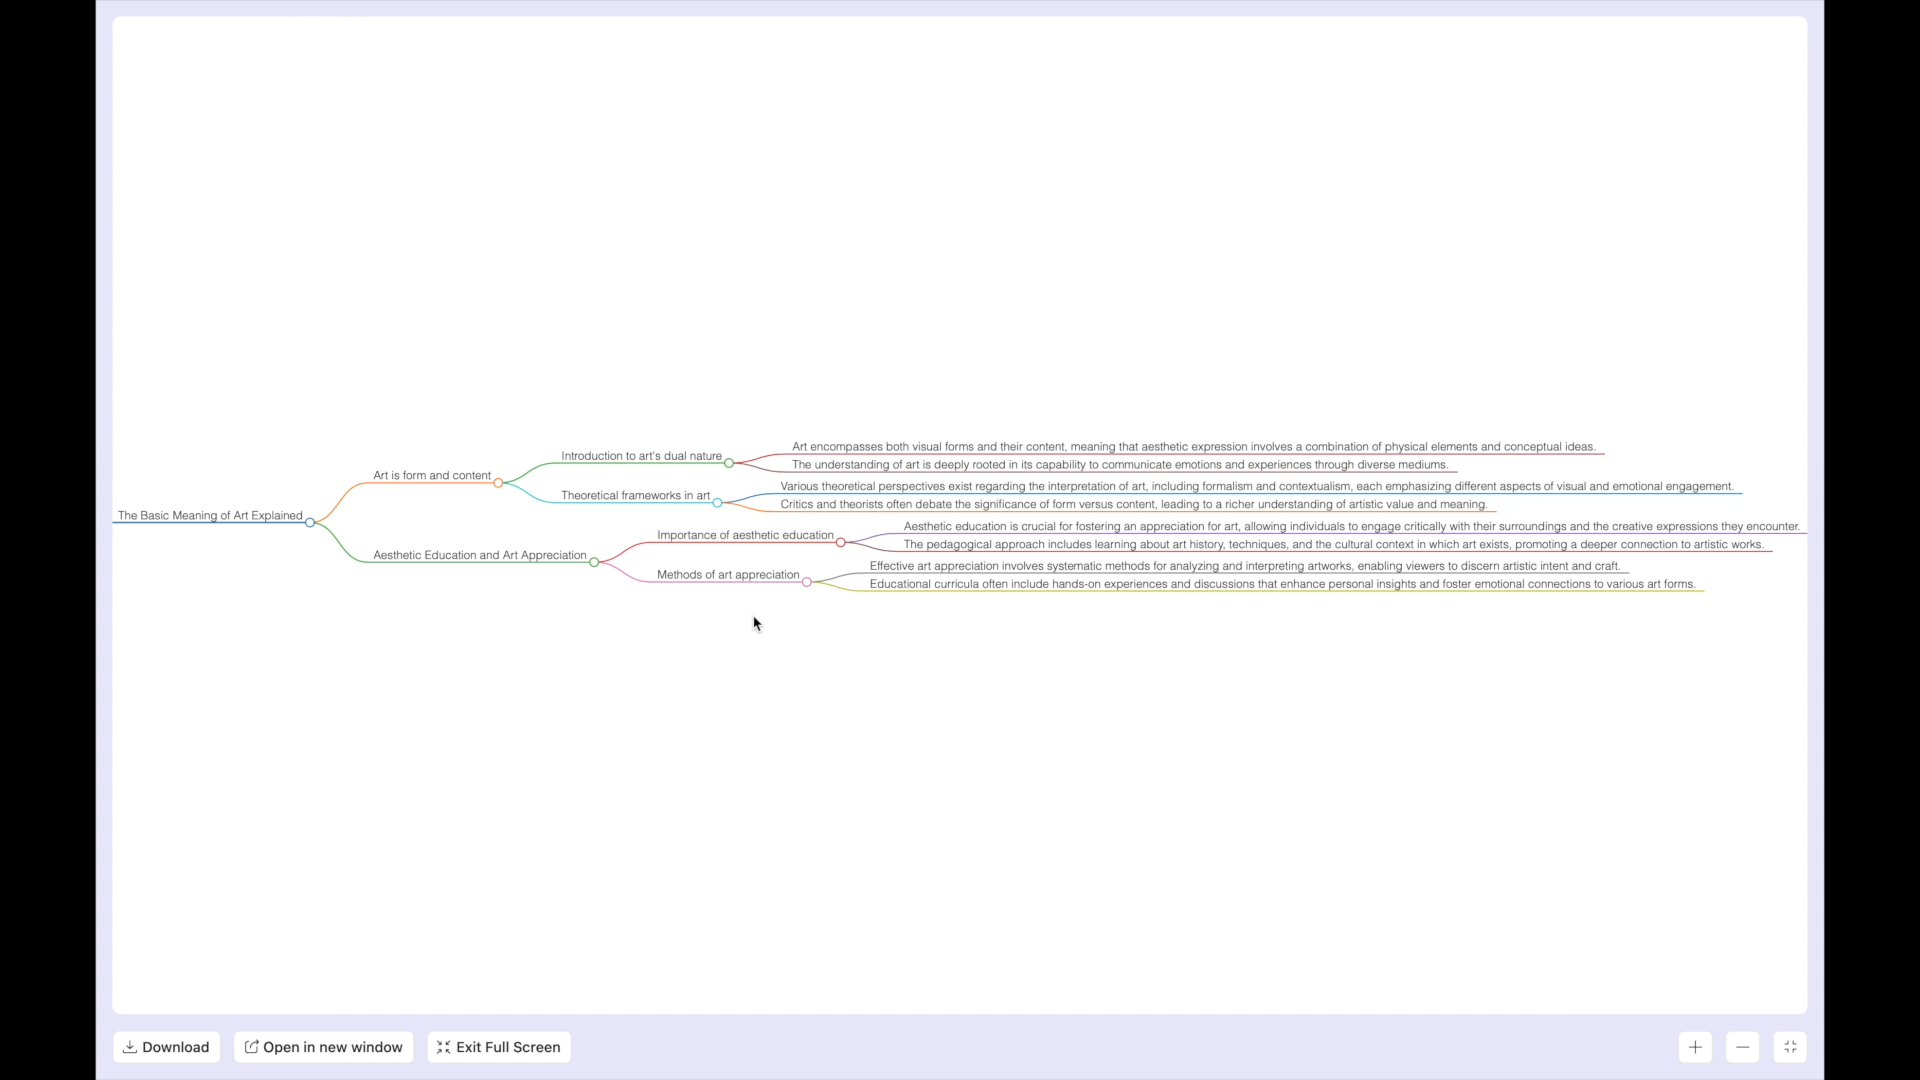 The Basic Meaning of Art Explained
Art is form and content
Introduction to art's dual nature
Art encompasses both visual forms and their content, meaning that aesthetic expression involves a combination of physical elements and conceptual ideas.
The understanding of art is deeply rooted in its capability to communicate emotions and experiences through diverse mediums.
Theoretical frameworks in art
Various theoretical perspectives exist regarding the interpretation of art, including formalism and contextualism, each emphasizing different aspects of visual and emotional engagement.
Critics and theorists often debate the significance of form versus content, leading to a richer understanding of artistic value and meaning.
Aesthetic Education and Art Appreciation
Importance of aesthetic education
Aesthetic education is crucial for fostering an appreciation for art, allowing individuals to engage critically with their surroundings and the creative expressions they encounter.
The pedagogical approach includes learning about art history, techniques, and the cultural context in which art exists, promoting a deeper connection to artistic works.
Methods of art appreciation
Effective art appreciation involves systematic methods for analyzing and interpreting artworks, enabling viewers to discern artistic intent and craft.
Educational curricula often include hands-on experiences and discussions that enhance personal insights and foster emotional connections to various art forms.
Download
Open in new window
Exit Full Screen